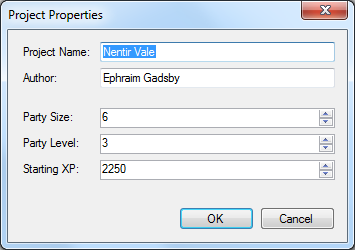 Project Properties
Project Name: Nentir Vale
Author: Ephraim Gadsby
Party Size: 6
Party Level: 3
Starting XP: 2250
OK Cancel